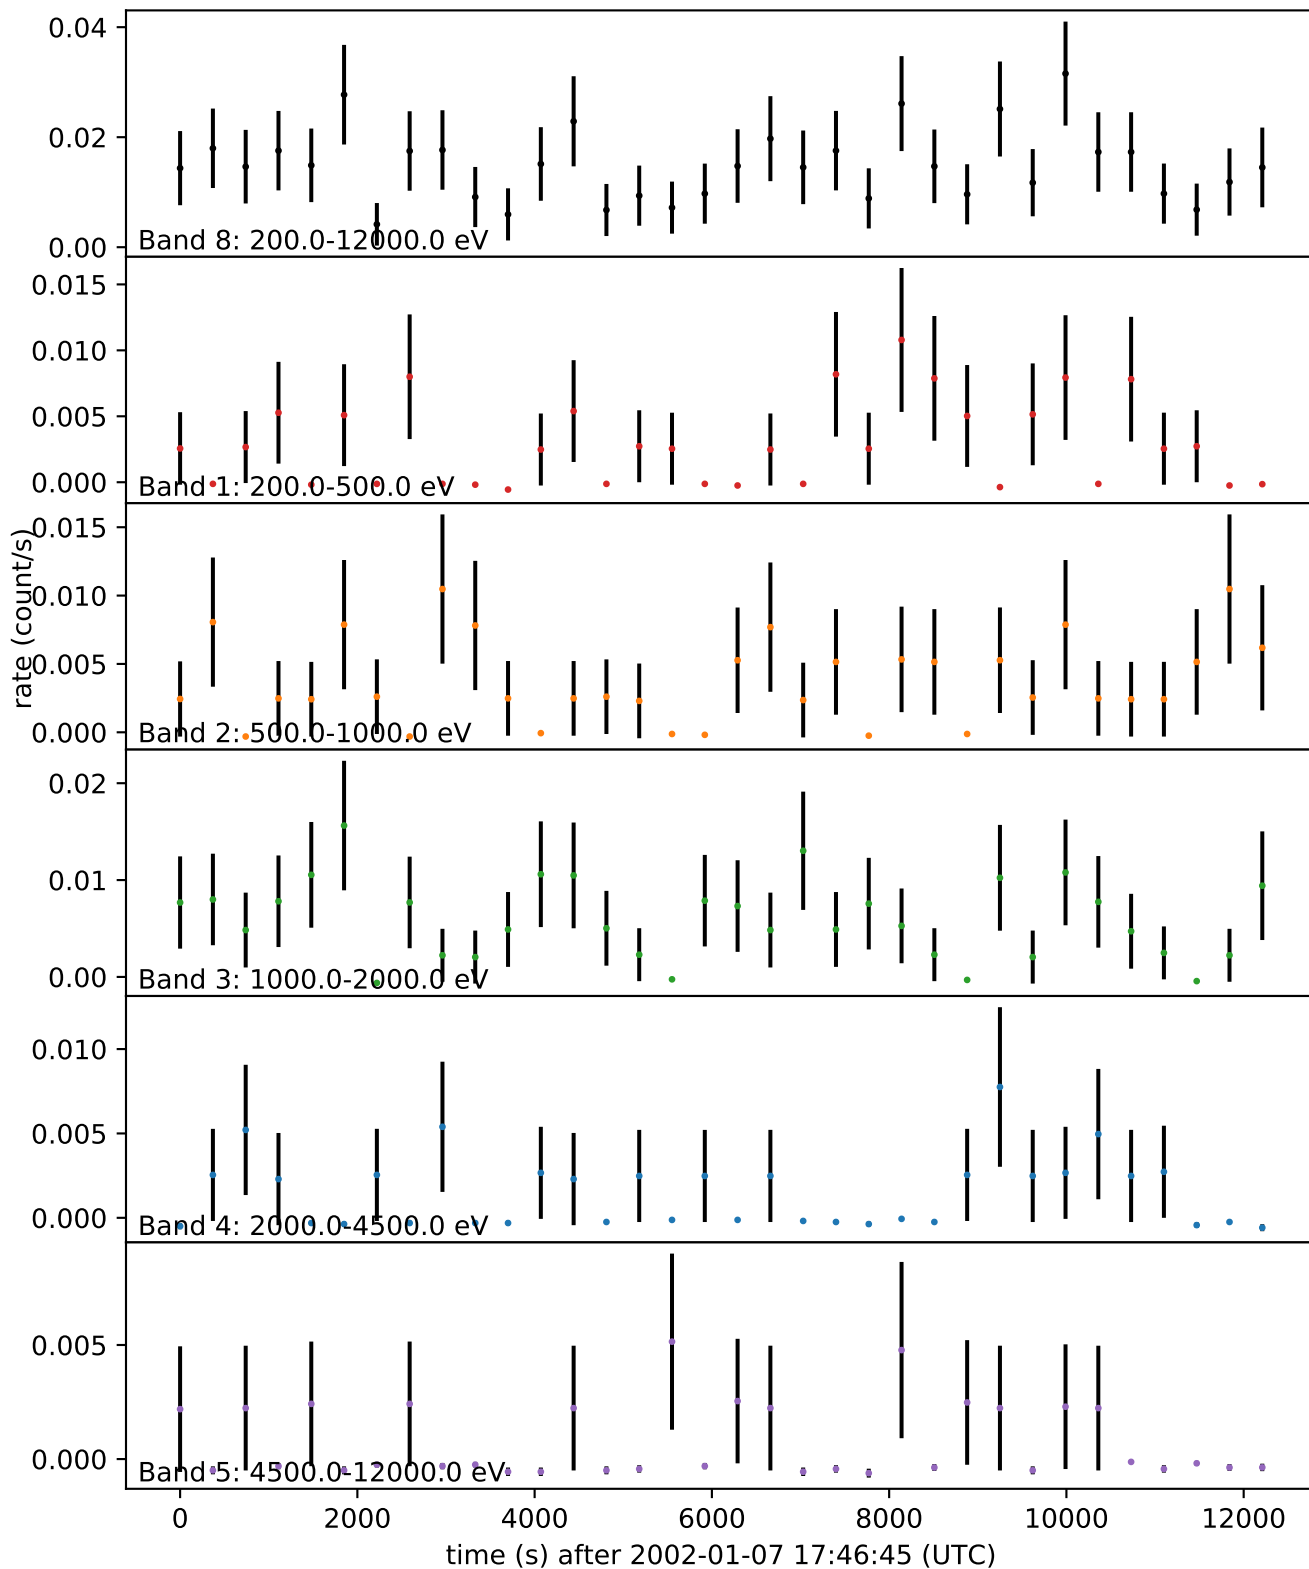 0.04
0.02
0.00
Band 8: 200.0-12000.0 eV
0.015
0.010
0.005
0.000
Band 1: 200.0-500.0 eV
rate (count/s)
0.015
0.010
0.005
0.000
Band 2: 500.0-1000.0 eV
0.02
0.01
0.00
Band 3: 1000.0-2000.0 eV
0.010
0.005
0.000
Band 4: 2000.0-4500.0 eV
0.005
0.000
Band 5: 4500.0-12000.0 eV
0 2000 4000 6000 8000 10000 12000
time (s) after 2002-01-07 17:46:45 (UTC)